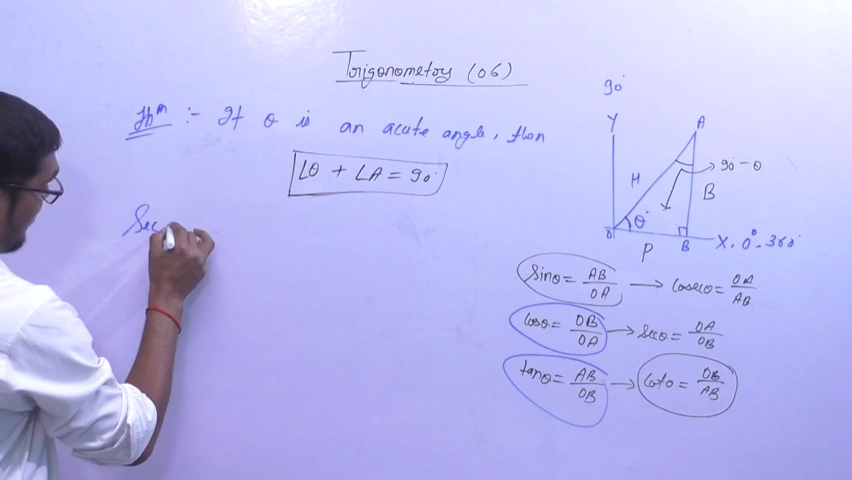 Trigonometry (06)
Thm :- If θ is an acute angle, then
∠θ + ∠A = 90°
Sec
90°
Y
A
H
90° - θ
B
θ°
0
P
B
X, 0°, 360°
Sinθ = AB/OA → Cosecθ = OA/AB
Cosθ = OB/OA → Secθ = OA/OB
tanθ = AB/OB → Cotθ = OB/AB